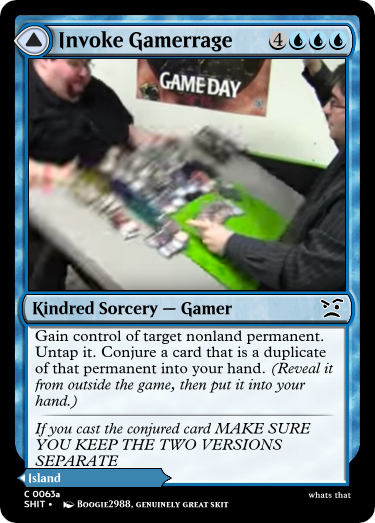 Invoke Gamerrage 4
GAMEDAY
Kindred Sorcery — Gamer
Gain control of target nonland permanent.
Untap it. Conjure a card that is a duplicate
of that permanent into your hand. (Reveal it
from outside the game, then put it into your
hand.)
If you cast the conjured card MAKE SURE
YOU KEEP THE TWO VERSIONS
SEPARATE
Island
C 0063a
SHIT • Boogie2988, genuinely great skit
whats that